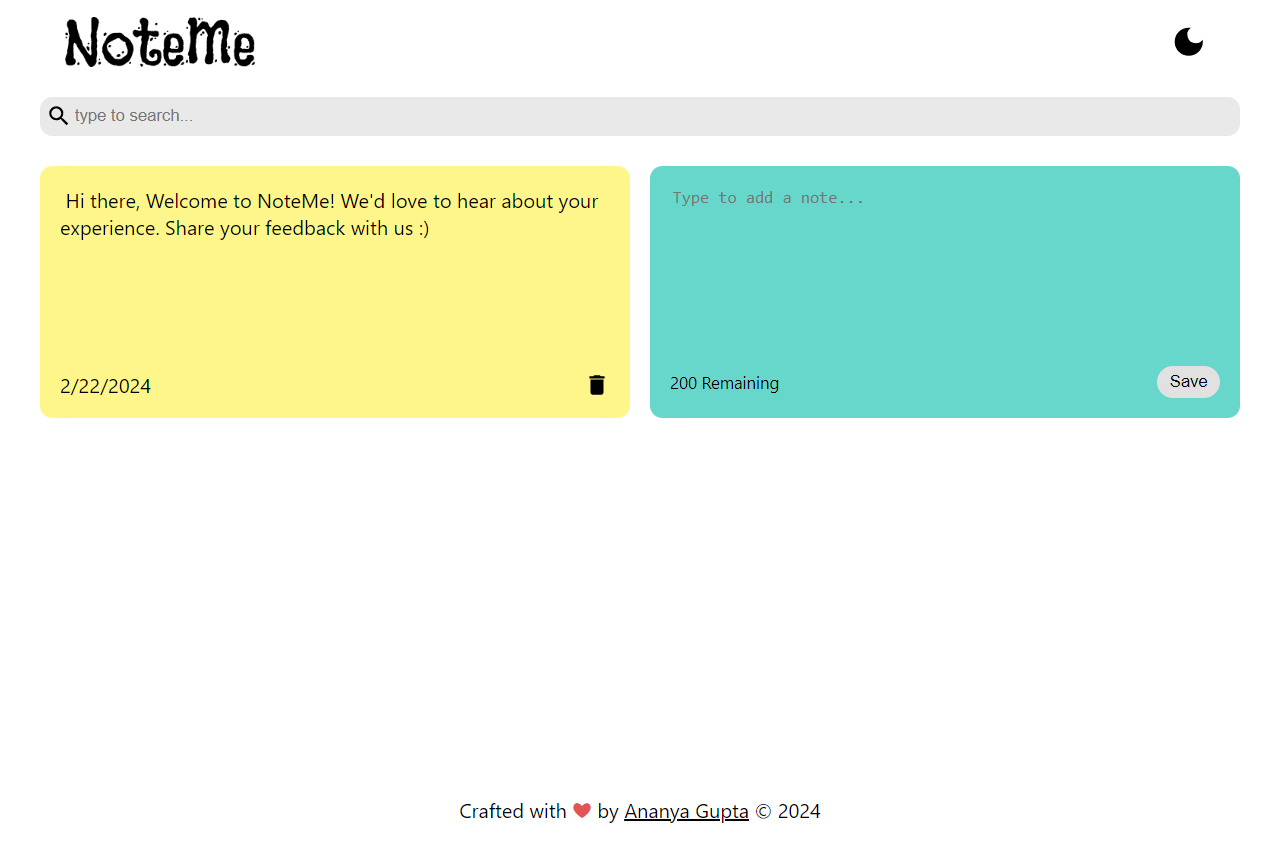 NoteMe
type to search...
Hi there, Welcome to NoteMe! We'd love to hear about your
experience. Share your feedback with us :)
2/22/2024
Type to add a note...
200 Remaining
Save
Crafted with ❤ by Ananya Gupta © 2024